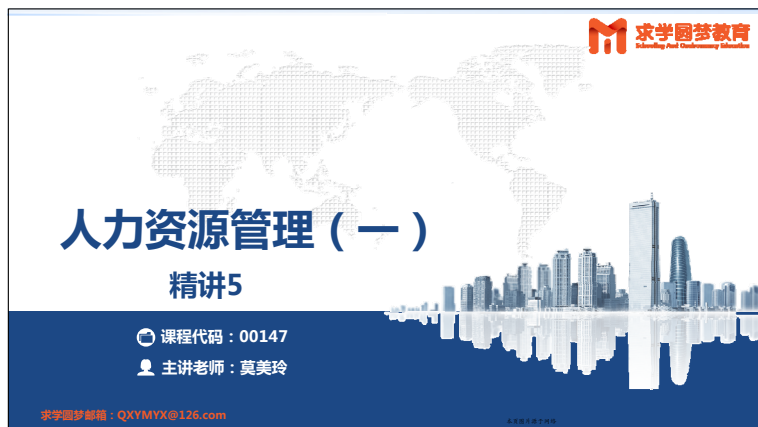 求学圆梦教育
人力资源管理（一）
精讲5
课程代码：00147
主讲老师：莫美玲
求学圆梦邮箱：QXYMYX@126.com